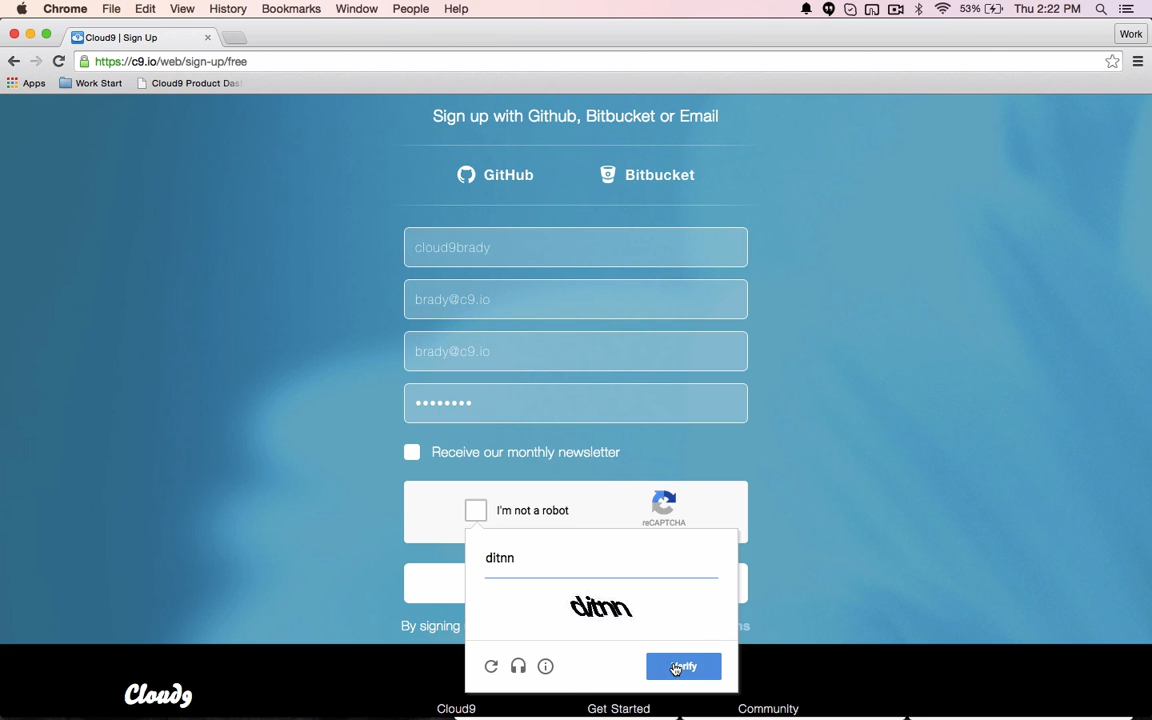 Chrome File Edit View History Bookmarks Window People Help 53% Thu 2:22 PM
Cloud9 | Sign Up
Work
https://c9.io/web/sign-up/free
Apps Work Start Cloud9 Product Das
Sign up with Github, Bitbucket or Email
GitHub Bitbucket
cloud9brady
brady@c9.io
brady@c9.io
Receive our monthly newsletter
I'm not a robot
reCAPTCHA
ditnn
ditnn
By signing
Verify
Cloud9
Cloud9 Get Started Community